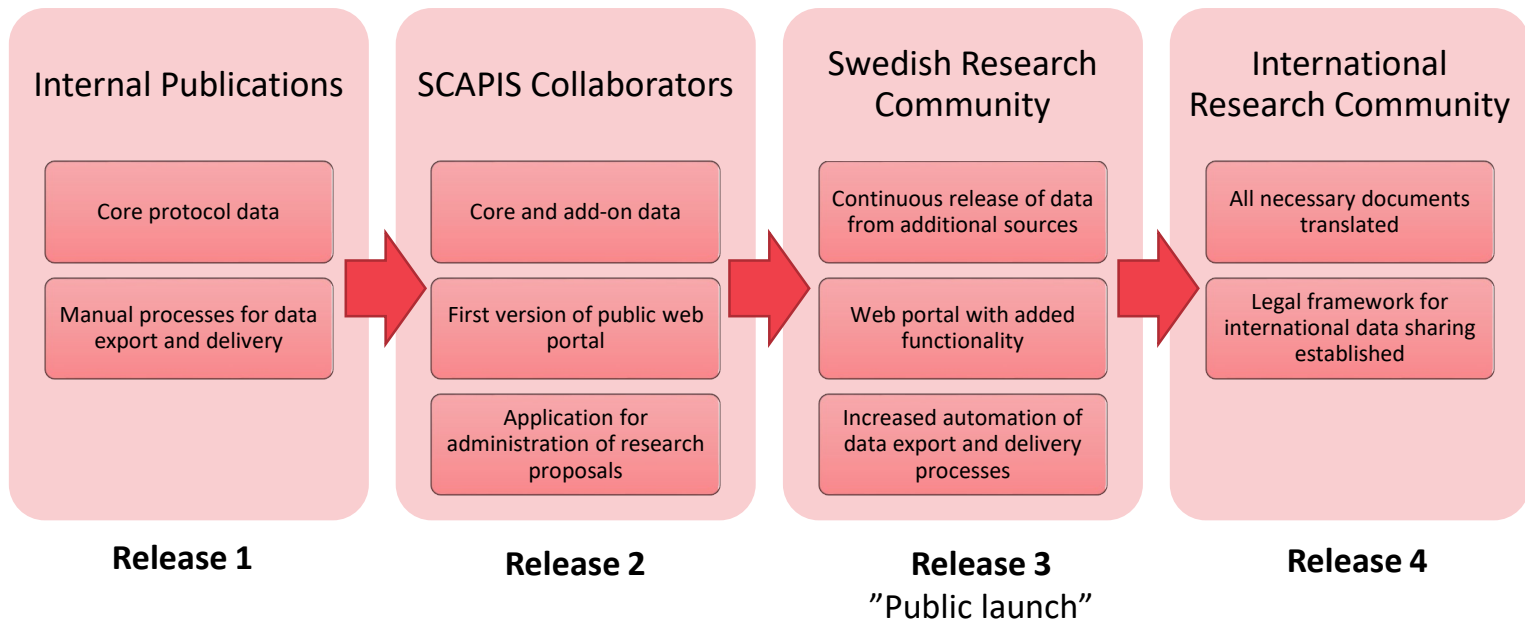 Internal Publications
Core protocol data
Manual processes for data
export and delivery
Release 1
SCAPIS Collaborators
Core and add-on data
First version of public web
portal
Application for
administration of research
proposals
Release 2
Swedish Research
Community
Continuous release of data
from additional sources
Web portal with added
functionality
Increased automation of
data export and delivery
processes
Release 3
”Public launch”
International
Research Community
All necessary documents
translated
Legal framework for
international data sharing
established
Release 4